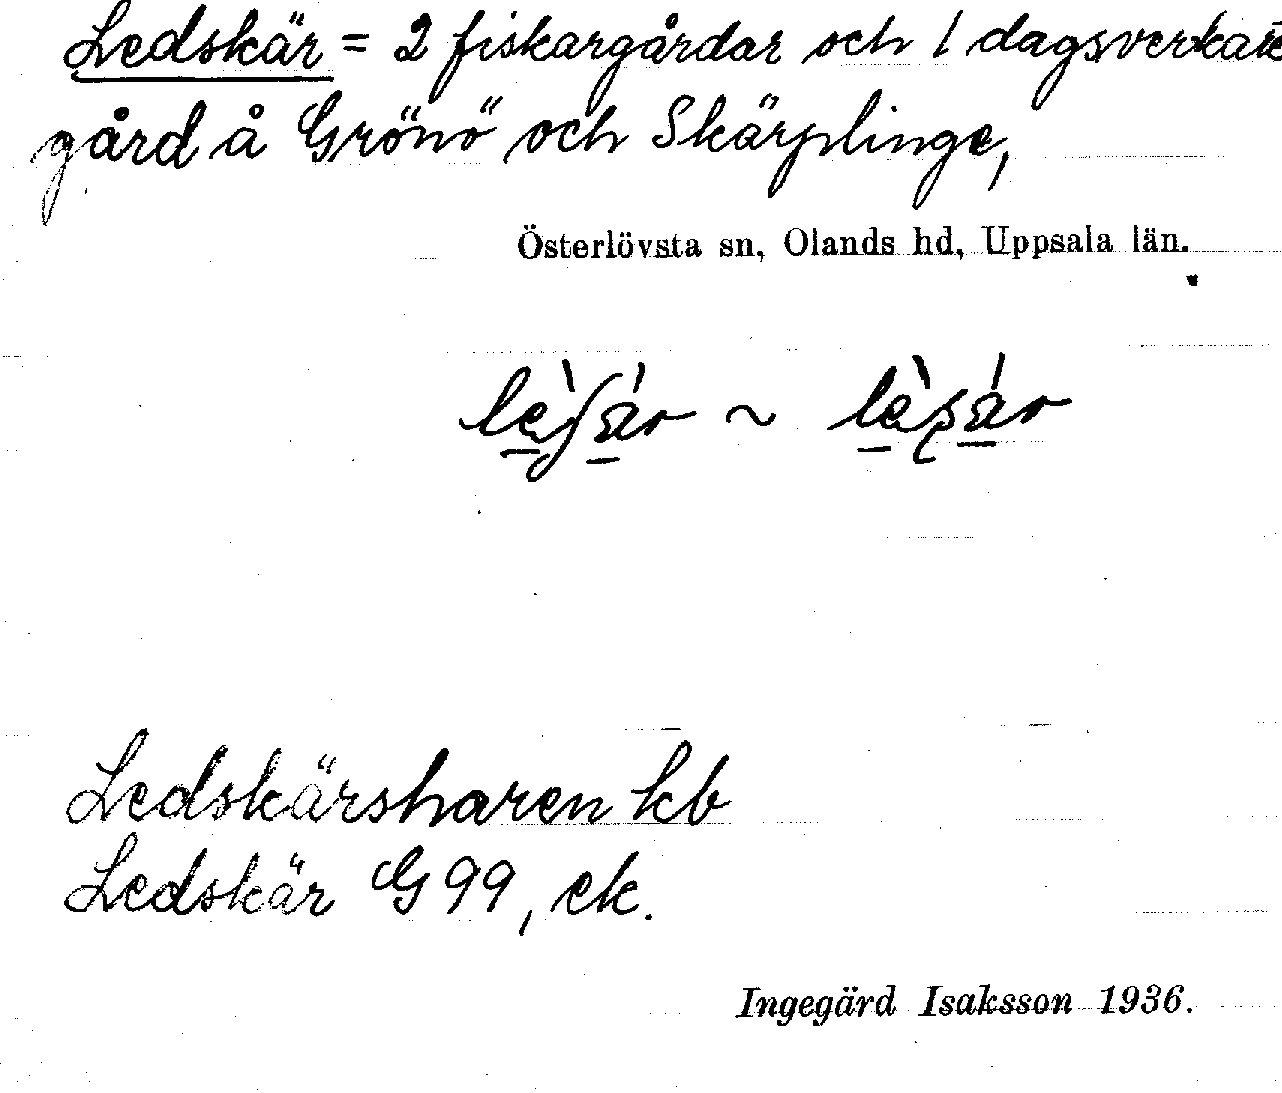 Ledskär = 2 fiskargårdar och 1 dagsverkare
gård å Grönö och Skärplinge,
Österlövsta sn, Olands hd, Uppsala län.
~
Ledskärsharen kb
Ledskär G 99, ek.
Ingegärd Isaksson 1936.